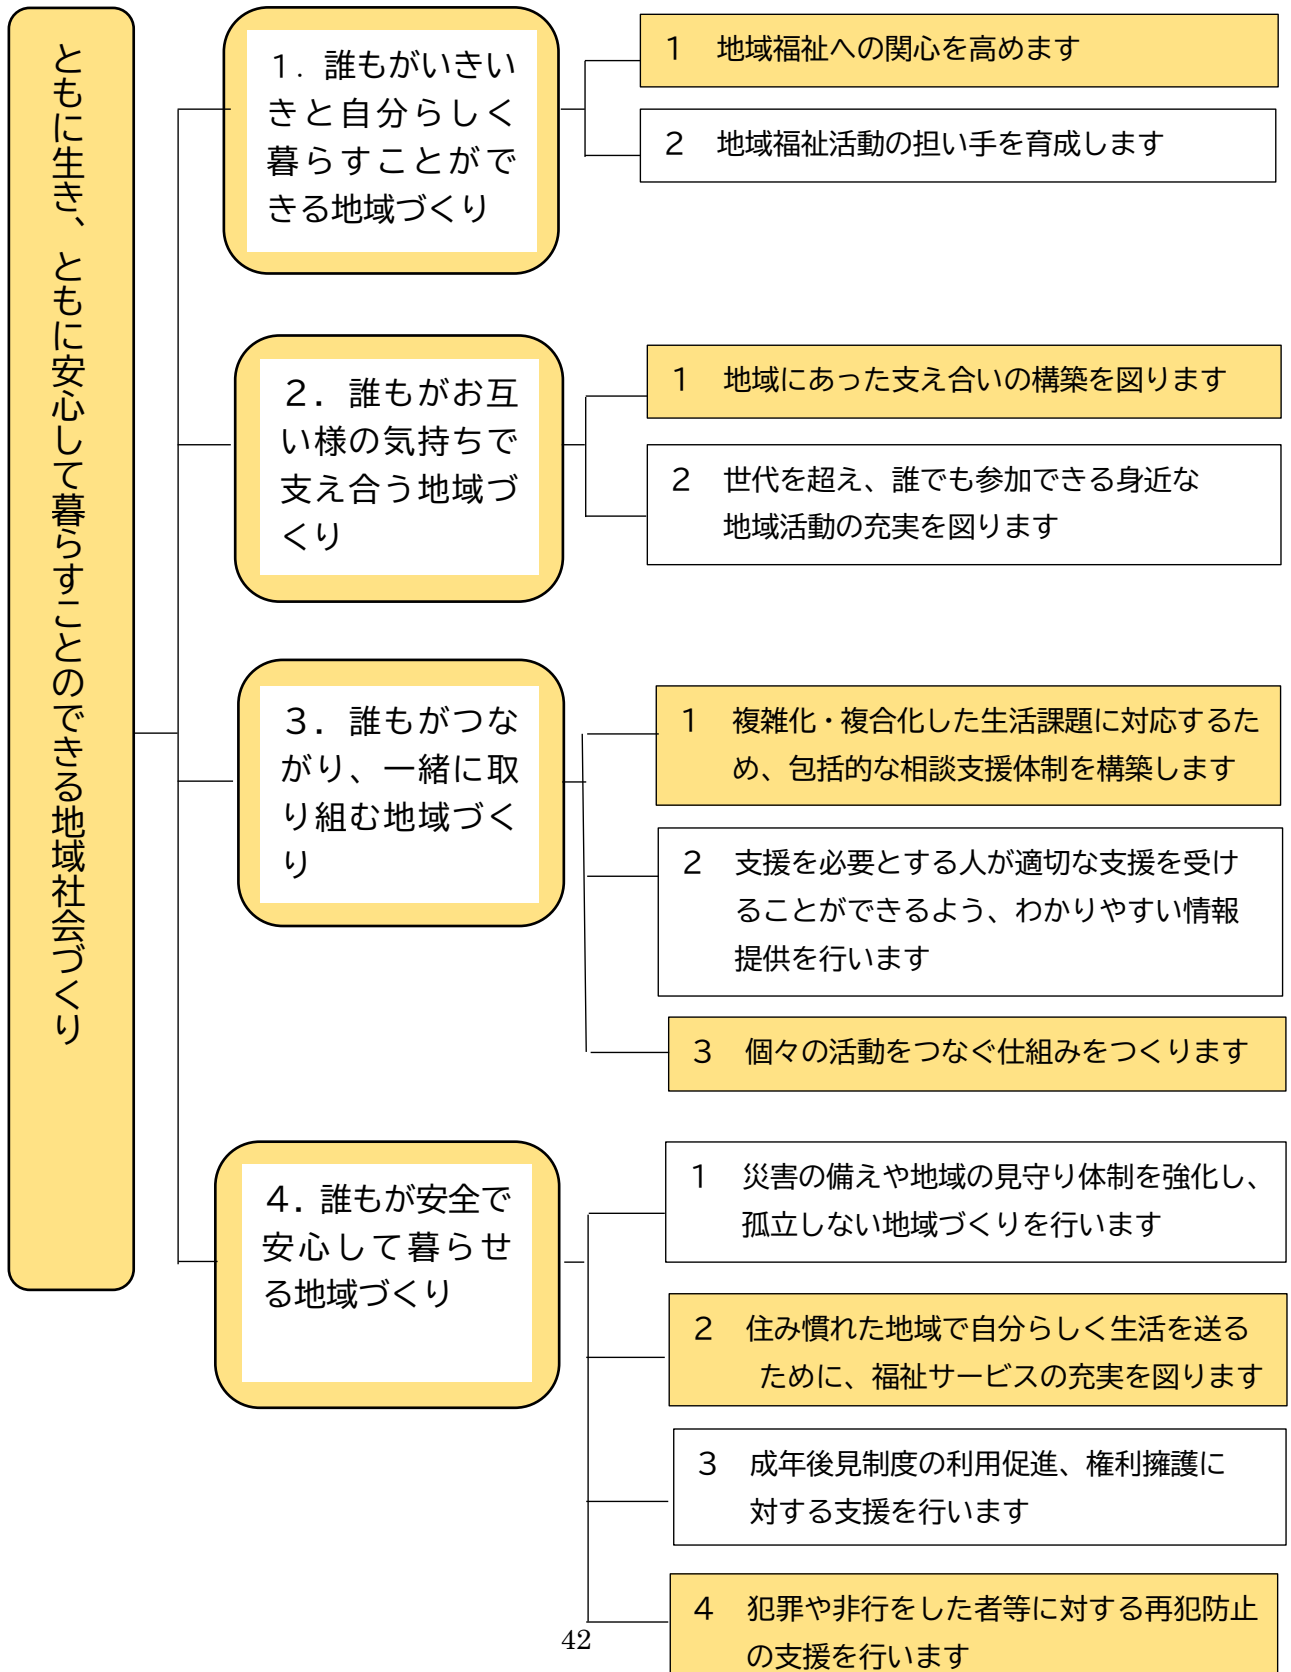 ともに生き、ともに安心して暮らすことのできる地域社会づくり
１．誰もがいきい
きと自分らしく
暮らすことがで
きる地域づくり
１　地域福祉への関心を高めます
２　地域福祉活動の担い手を育成します
２．誰もがお互
い様の気持ちで
支え合う地域づ
くり
１　地域にあった支え合いの構築を図ります
２　世代を超え、誰でも参加できる身近な
地域活動の充実を図ります
３．誰もがつな
がり、一緒に取
り組む地域づく
り
１　複雑化・複合化した生活課題に対応するた
め、包括的な相談支援体制を構築します
２　支援を必要とする人が適切な支援を受け
ることができるよう、わかりやすい情報
提供を行います
３　個々の活動をつなぐ仕組みをつくります
４．誰もが安全で
安心して暮らせ
る地域づくり
１　災害の備えや地域の見守り体制を強化し、
孤立しない地域づくりを行います
２　住み慣れた地域で自分らしく生活を送る
ために、福祉サービスの充実を図ります
３　成年後見制度の利用促進、権利擁護に
対する支援を行います
４　犯罪や非行をした者等に対する再犯防止
の支援を行います
42